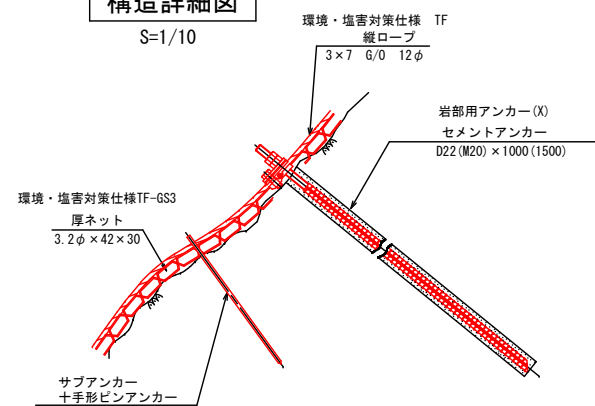 構造詳細図
S=1/10
環境・塩害対策仕様 TF
縦ロープ
3×7 G/O 12φ
岩部用アンカー(X)
セメントアンカー
D22(M20)×1000(1500)
環境・塩害対策仕様TF-GS3
厚ネット
3.2φ×42×30
サブアンカー
十手形ピンアンカー